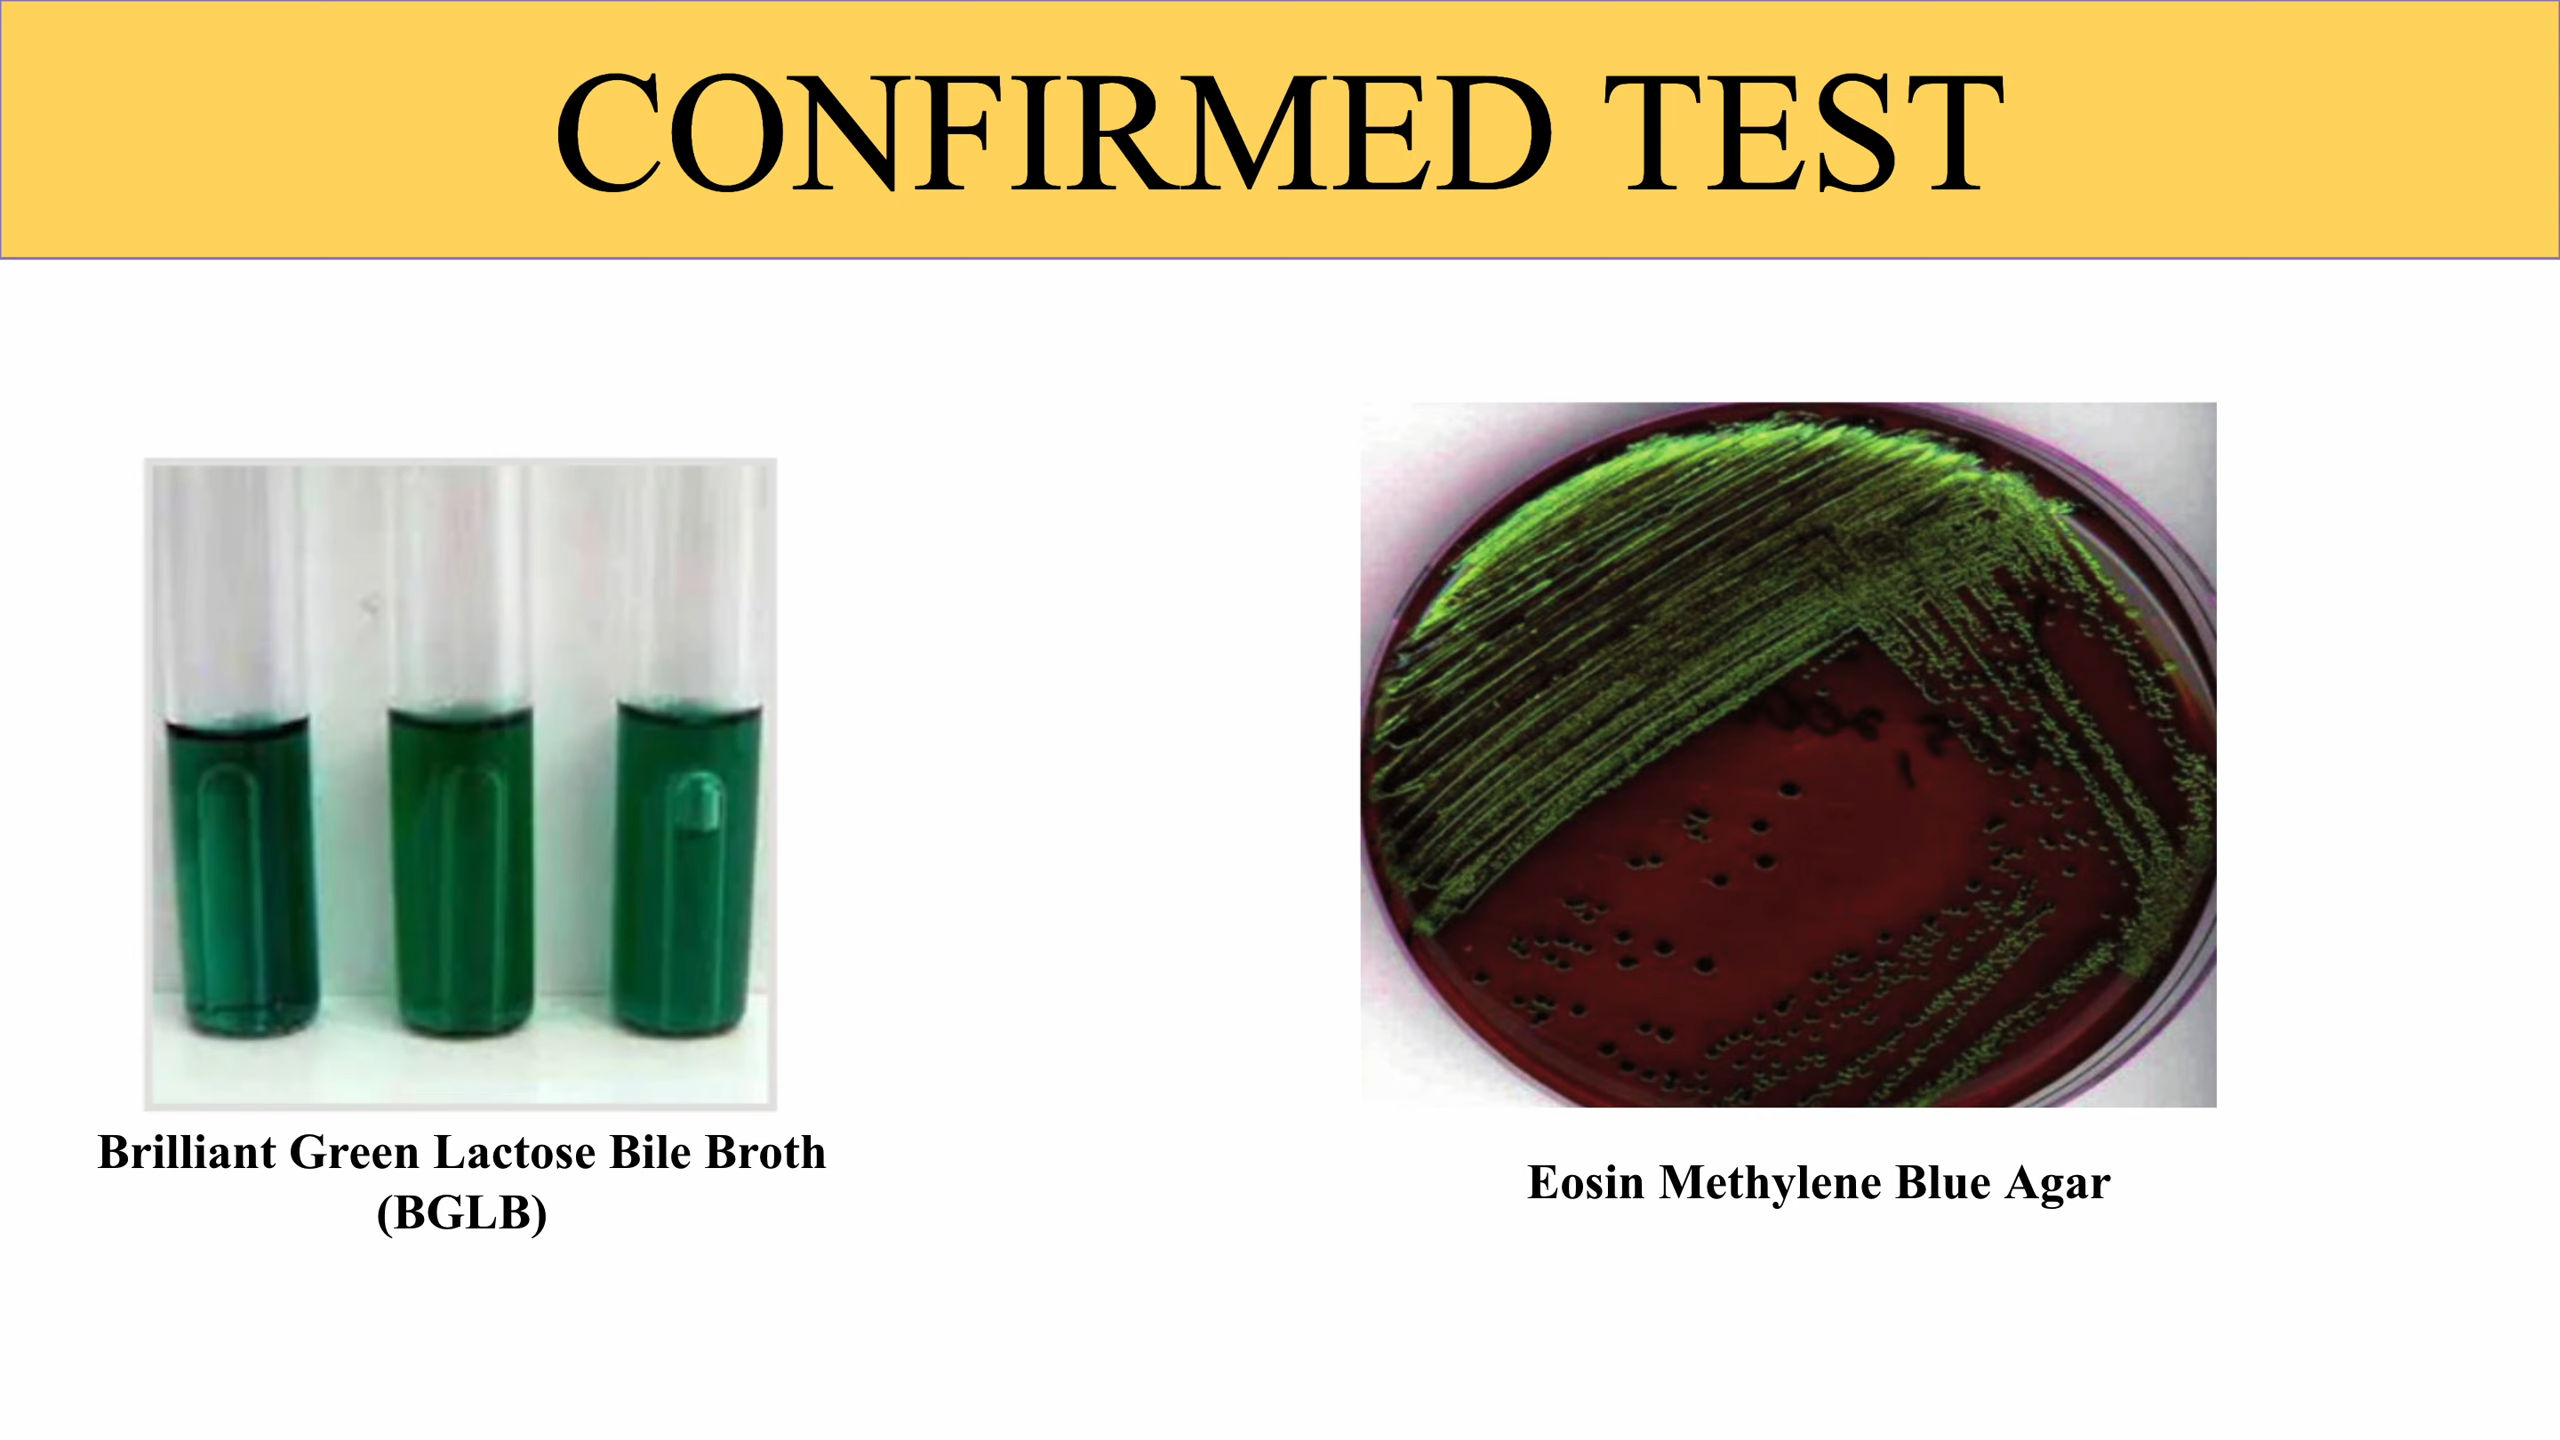 CONFIRMED TEST
Brilliant Green Lactose Bile Broth
(BGLB)
Eosin Methylene Blue Agar